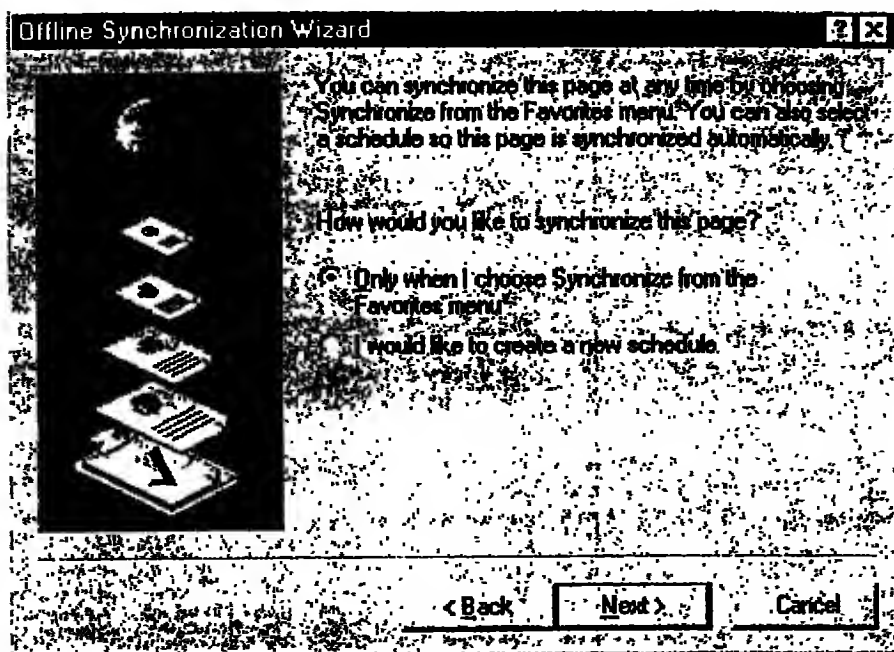 Offline Synchronization Wizard
You can synchronize this page at any time by choosing
Synchronize from the Favorites menu. You can also select
a schedule so this page is synchronized automatically.
How would you like to synchronize this page?
Only when I choose Synchronize from the
Favorites menu.
I would like to create a new schedule.
< Back
Next >
Cancel